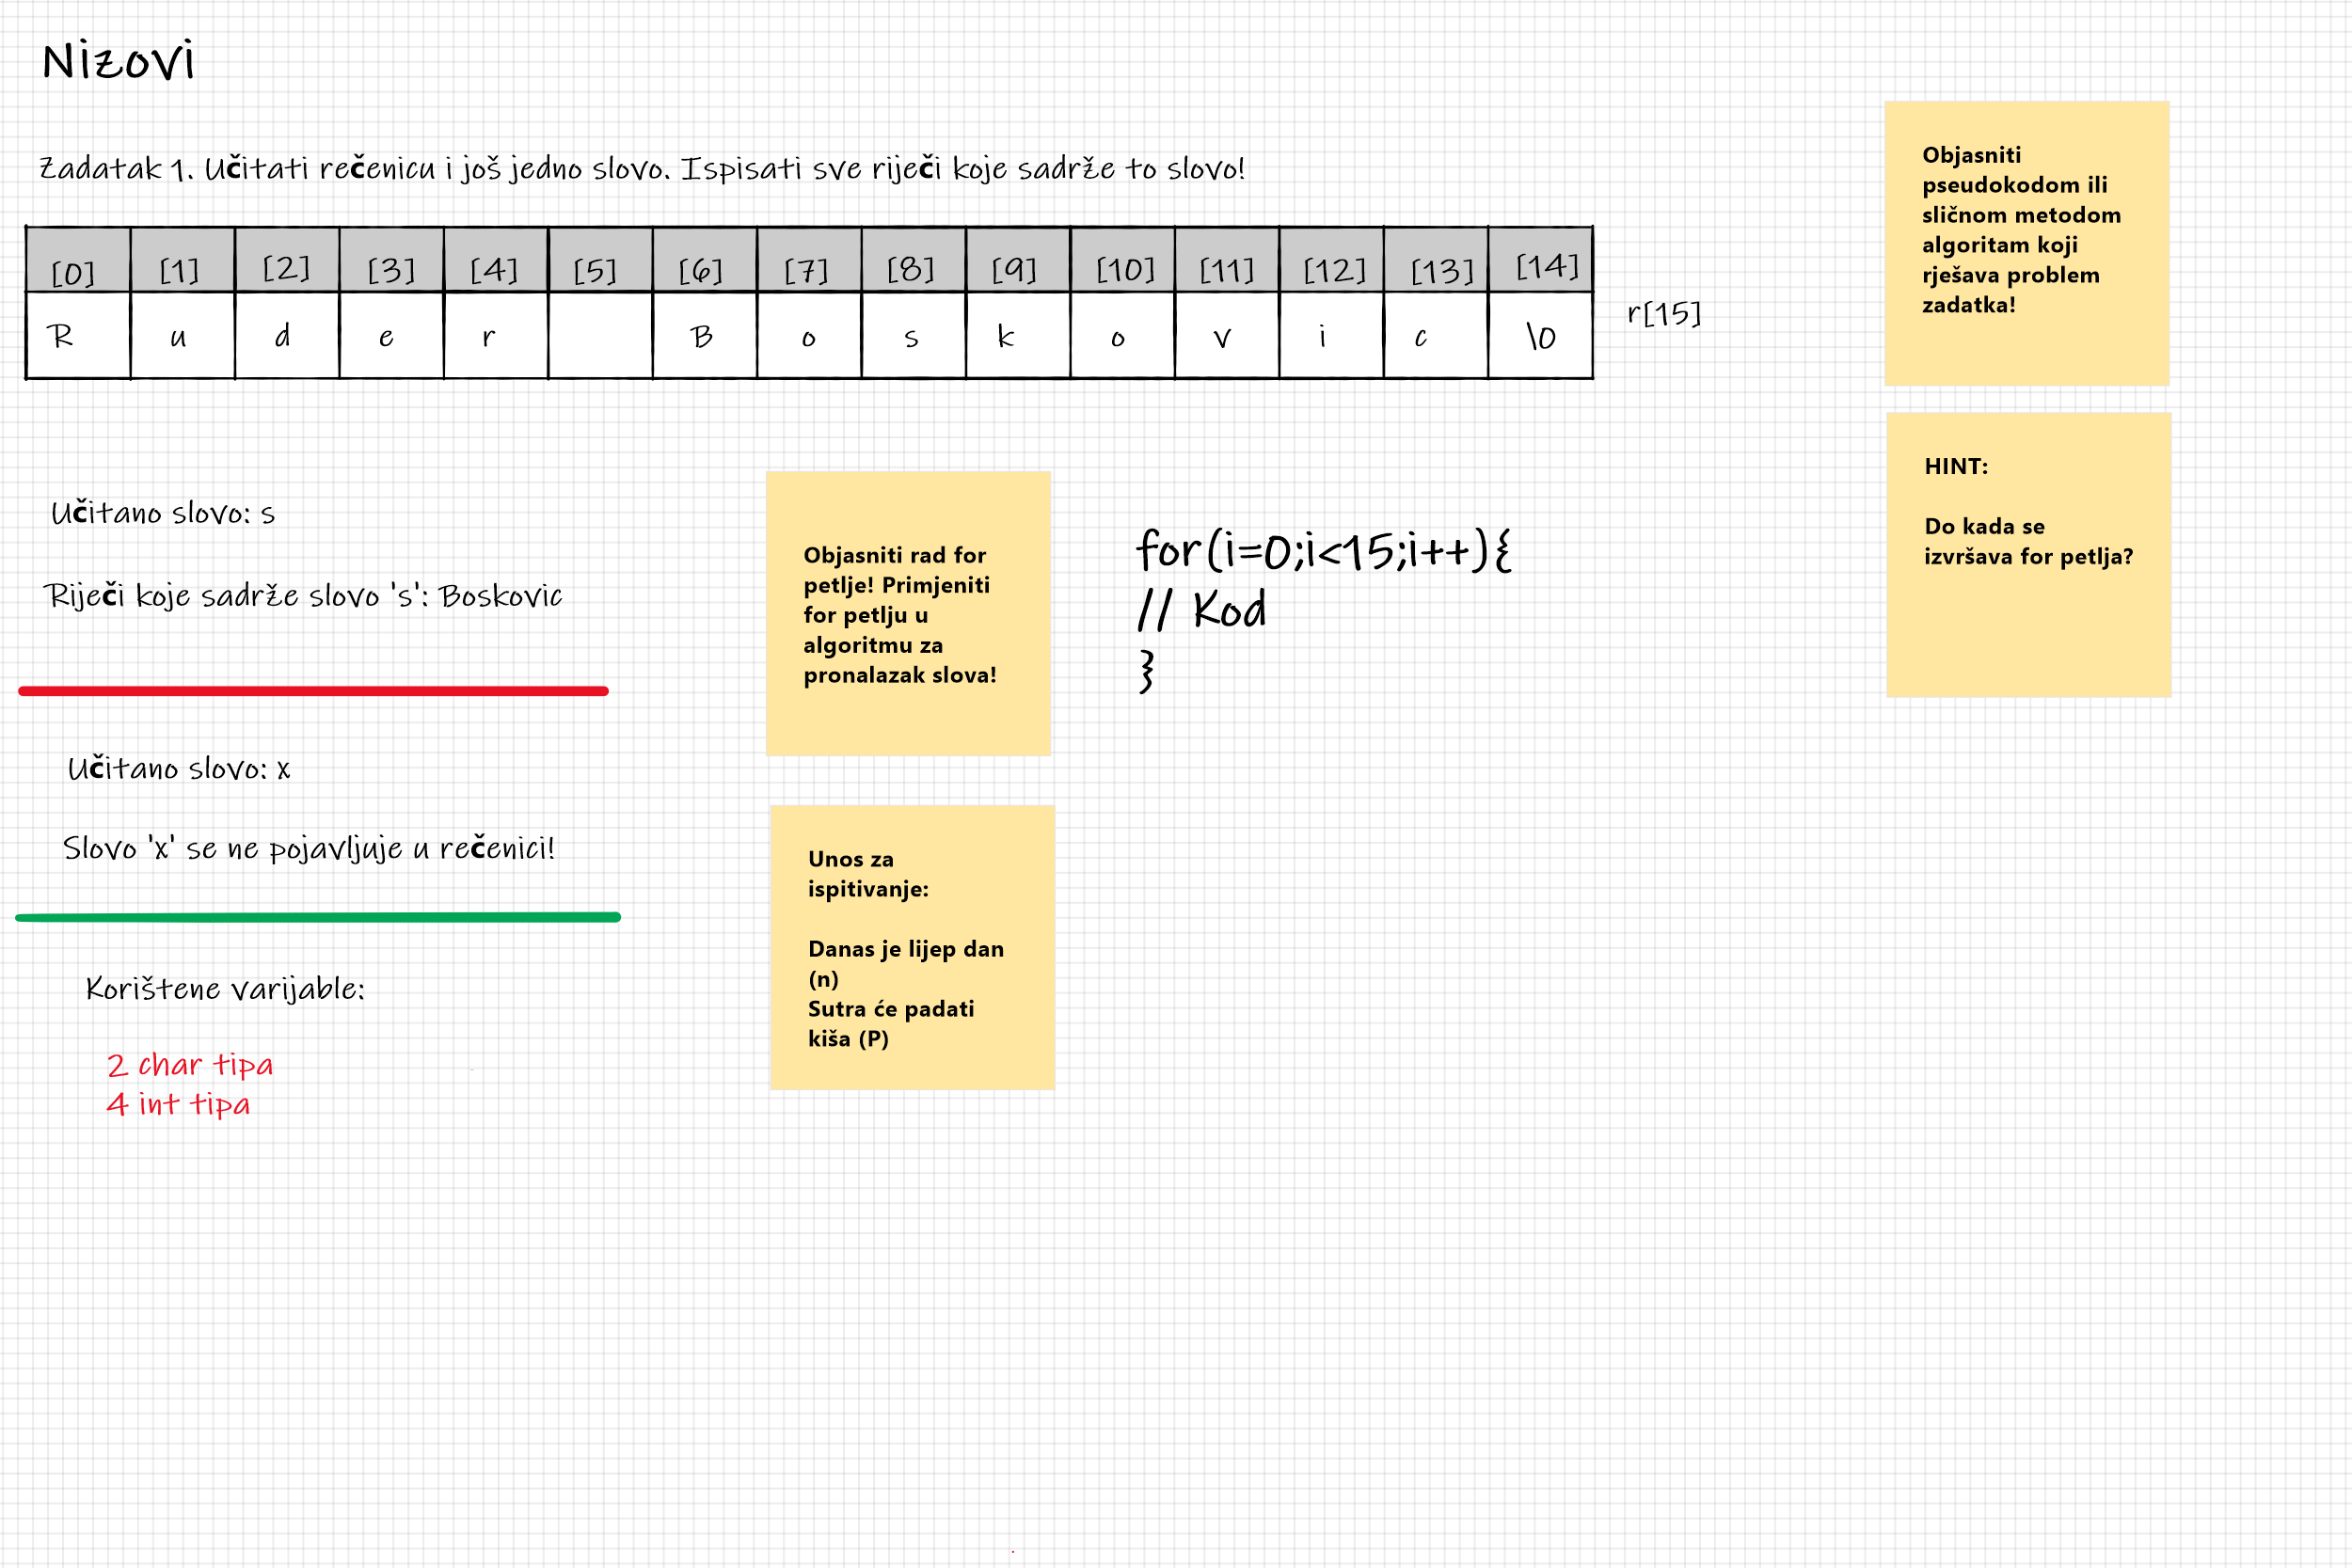 Nizovi
Zadatak 1. Učitati rečenicu i još jedno slovo. Ispisati sve riječi koje sadrže to slovo!
[0] [1] [2] [3] [4] [5] [6] [7] [8] [9] [10] [11] [12] [13] [14]
R u d e r B o s k o v i c \0
r[15]
Učitano slovo: s
Riječi koje sadrže slovo 's': Boskovic
Učitano slovo: x
Slovo 'x' se ne pojavljuje u rečenici!
Korištene varijable:
2 char tipa
4 int tipa
Objasniti rad for
petlje! Primjeniti
for petlju u
algoritmu za
pronalazak slova!
for(i=0;i<15;i++){
// Kod
}
Unos za
ispitivanje:
Danas je lijep dan
(n)
Sutra će padati
kiša (P)
Objasniti
pseudokodom ili
sličnom metodom
algoritam koji
rješava problem
zadatka!
HINT:
Do kada se
izvršava for petlja?